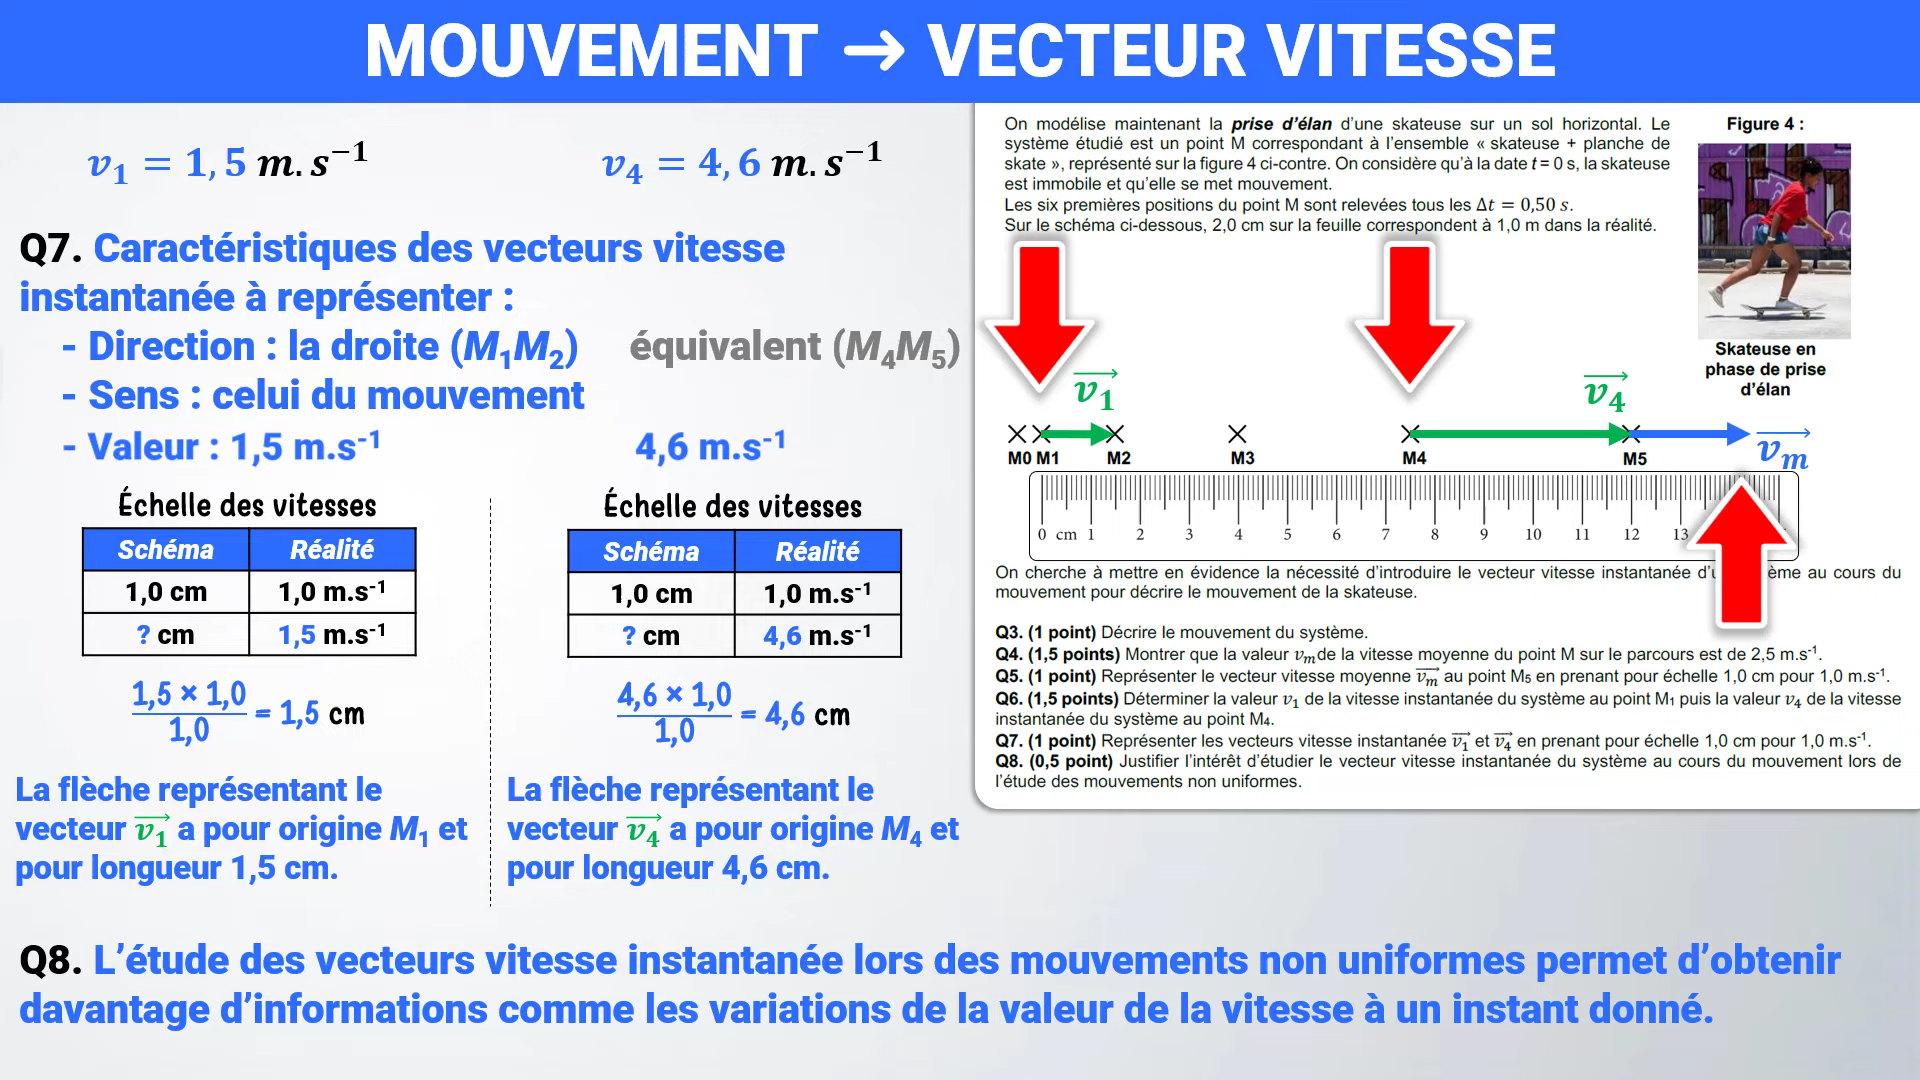 MOUVEMENT → VECTEUR VITESSE
v₁ = 1,5 m.s⁻¹
v₄ = 4,6 m.s⁻¹
Q7. Caractéristiques des vecteurs vitesse
instantanée à représenter :
- Direction : la droite (M₁M₂) équivalent (M₄M₅)
- Sens : celui du mouvement
- Valeur : 1,5 m.s⁻¹ 4,6 m.s⁻¹
Échelle des vitesses
Schéma Réalité
1,0 cm 1,0 m.s⁻¹
? cm 1,5 m.s⁻¹
1,5 × 1,0
1,0
= 1,5 cm
La flèche représentant le
vecteur v₁ a pour origine M₁ et
pour longueur 1,5 cm.
Échelle des vitesses
Schéma Réalité
1,0 cm 1,0 m.s⁻¹
? cm 4,6 m.s⁻¹
4,6 × 1,0
1,0
= 4,6 cm
La flèche représentant le
vecteur v₄ a pour origine M₄ et
pour longueur 4,6 cm.
On modélise maintenant la prise d’élan d’une skateuse sur un sol horizontal. Le
système étudié est un point M correspondant à l’ensemble « skateuse + planche de
skate », représenté sur la figure 4 ci-contre. On considère qu’à la date t = 0 s, la skateuse
est immobile et qu’elle se met mouvement.
Les six premières positions du point M sont relevées tous les Δt = 0,50 s.
Sur le schéma ci-dessous, 2,0 cm sur la feuille correspondent à 1,0 m dans la réalité.
Figure 4 :
Skateuse en
phase de prise
d’élan
v₁ v₄
vₘ
M0 M1 M2 M3 M4 M5
0 cm 1 2 3 4 5 6 7 8 9 10 11 12 13
On cherche à mettre en évidence la nécessité d’introduire le vecteur vitesse instantanée au cours du
mouvement pour décrire le mouvement de la skateuse.
Q3. (1 point) Décrire le mouvement du système.
Q4. (1,5 points) Montrer que la valeur vₘ de la vitesse moyenne du point M sur le parcours est de 2,5 m.s⁻¹.
Q5. (1 point) Représenter le vecteur vitesse moyenne vₘ au point M₅ en prenant pour échelle 1,0 cm pour 1,0 m.s⁻¹.
Q6. (1,5 points) Déterminer la valeur v₁ de la vitesse instantanée du système au point M₁ puis la valeur v₄ de la vitesse
instantanée du système au point M₄.
Q7. (1 point) Représenter les vecteurs vitesse instantanée v₁ et v₄ en prenant pour échelle 1,0 cm pour 1,0 m.s⁻¹.
Q8. (0,5 point) Justifier l’intérêt d’étudier le vecteur vitesse instantanée du système au cours du mouvement lors de
l’étude des mouvements non uniformes.
Q8. L’étude des vecteurs vitesse instantanée lors des mouvements non uniformes permet d’obtenir
davantage d’informations comme les variations de la valeur de la vitesse à un instant donné.